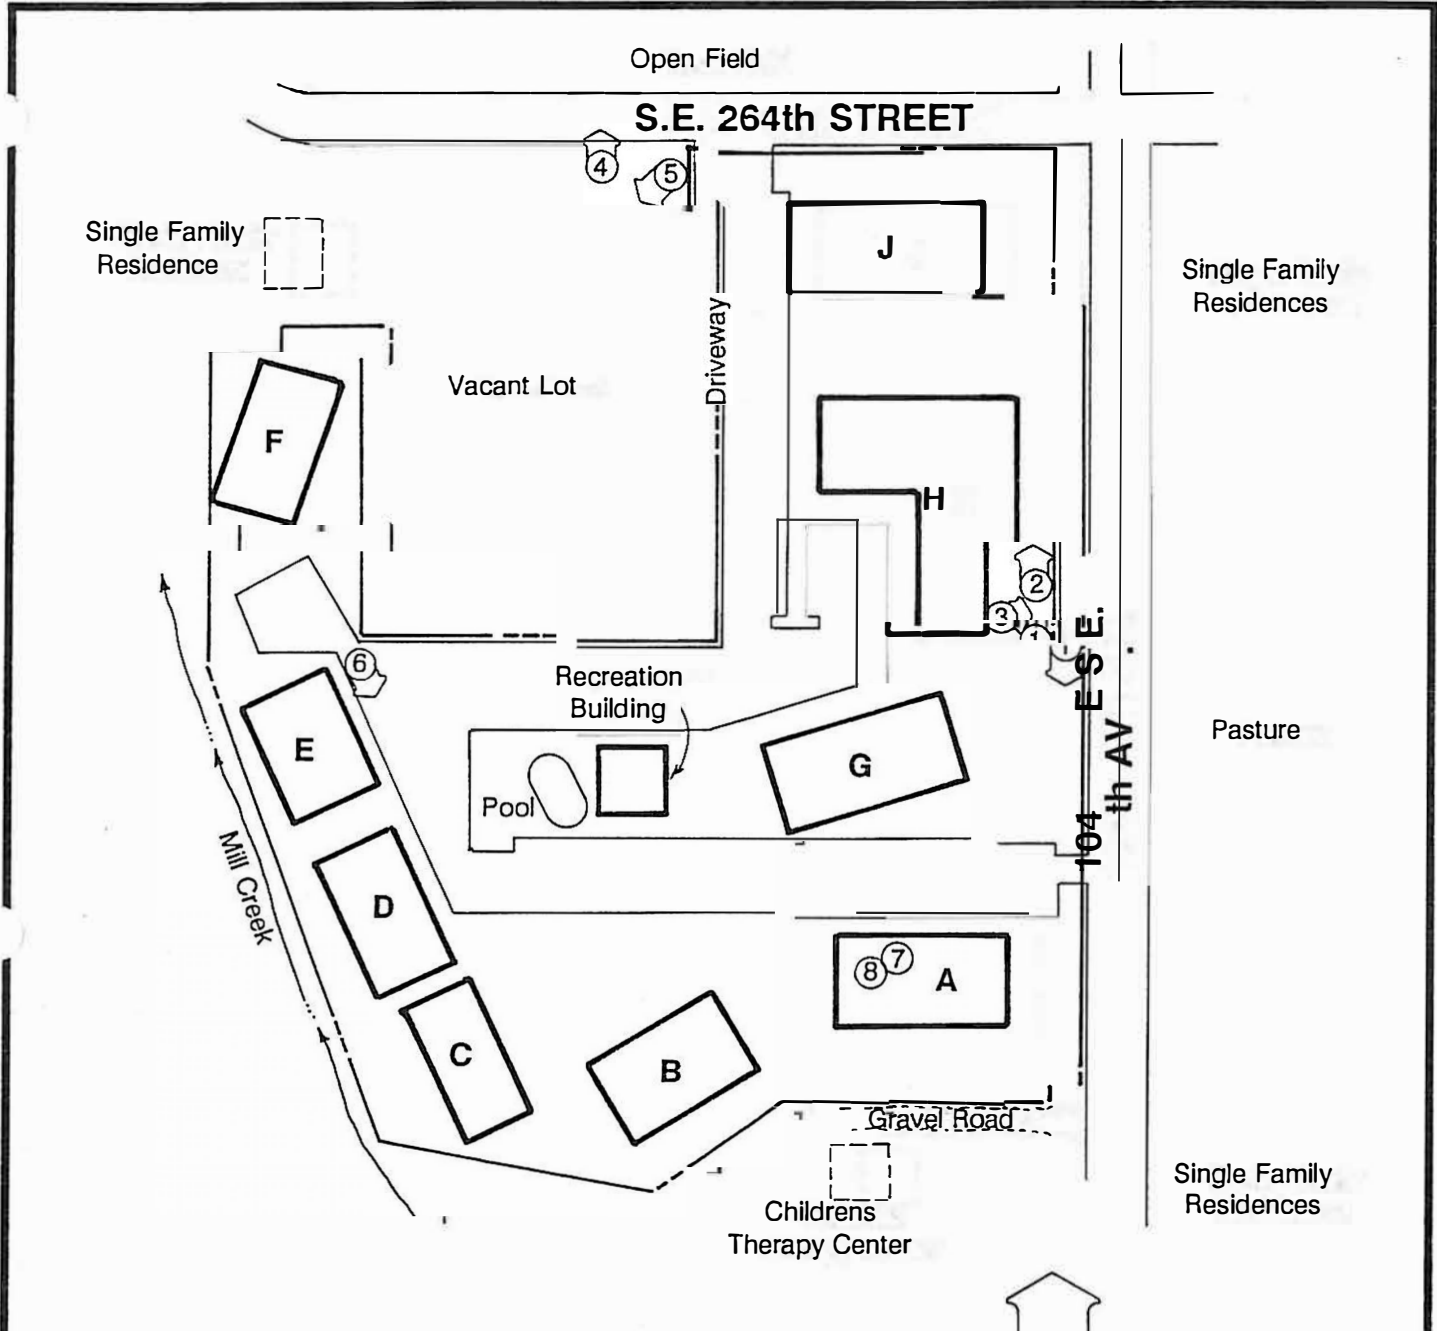 Open Field
S.E. 264th STREET
4
5
Single Family
Residence
J
Single Family
Residences
Driveway
Vacant Lot
F
H
2
3
1
6
Recreation
Building
E
G
Pool
104
th AV
E S E.
Pasture
Mill Creek
D
7
8
A
C
B
Gravel Road
Single Family
Residences
Childrens
Therapy Center